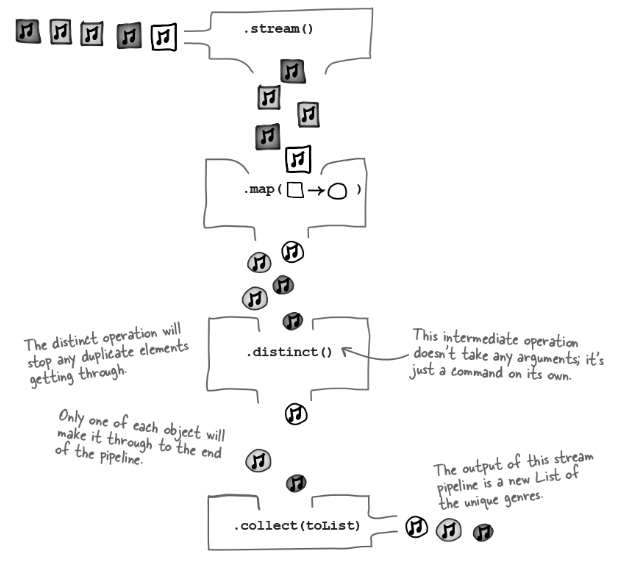 .stream()
.map( → )
The distinct operation will
stop any duplicate elements
getting through.
.distinct()
This intermediate operation
doesn't take any arguments; it's
just a command on its own.
Only one of each object will
make it through to the end
of the pipeline.
The output of this stream
pipeline is a new List of
the unique genres.
.collect(toList)